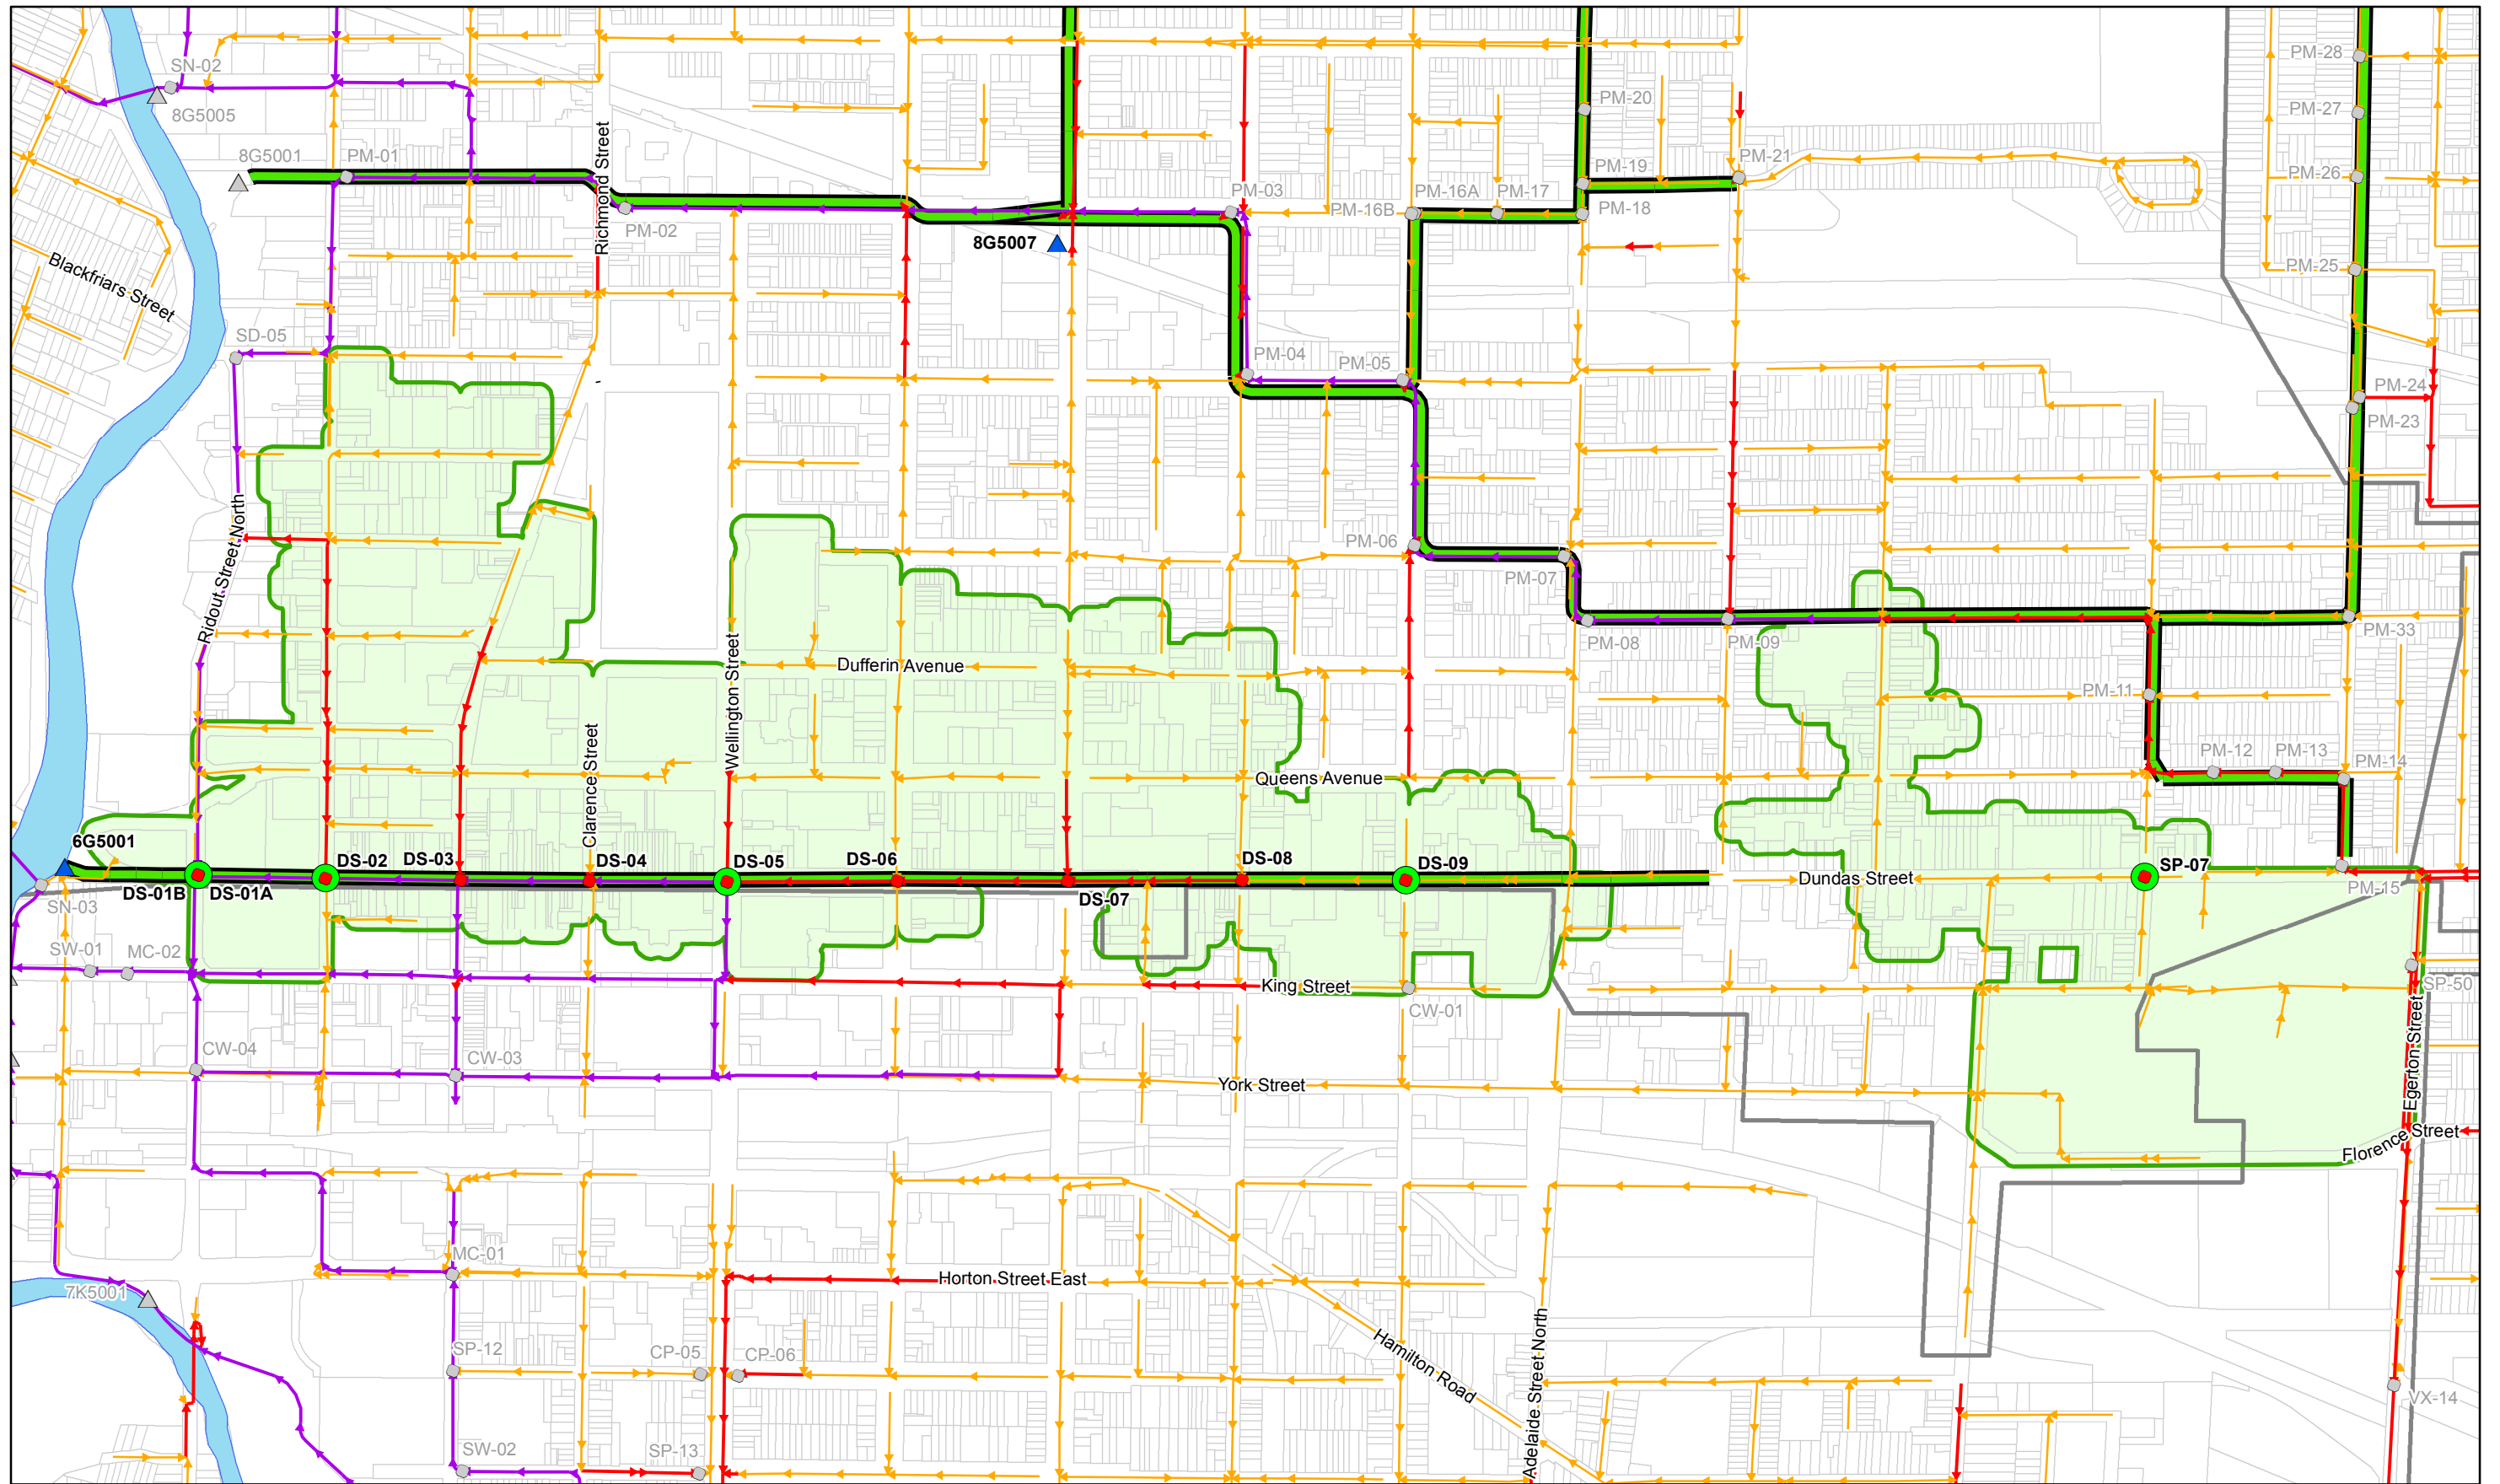 SN-02
8G5005
8G5001
PM-01
Richmond Street
PM-02
8G5007
PM-03
PM-16B
PM-16A
PM-17
PM-18
PM-19
PM-20
PM-21
PM-28
PM-27
PM-26
PM-25
PM-24
PM-23
Blackfriars Street
SD-05
PM-04
PM-05
PM-06
PM-07
PM-08
PM-09
PM-33
PM-11
PM-12
PM-13
PM-14
Ridout Street North
Wellington Street
Dufferin Avenue
Clarence Street
Queens Avenue
6G5001
DS-01B
DS-01A
DS-02
DS-03
DS-04
DS-05
DS-06
DS-07
DS-08
DS-09
Dundas Street
SP-07
PM-15
SN-03
SW-01
MC-02
King Street
CW-01
SP-50
CW-04
CW-03
York Street
Egerton Street
Florence Street
MC-01
7K5001
Horton Street East
SP-12
CP-05
CP-06
Hamilton Road
Adelaide Street North
VX-14
SW-02
SP-13